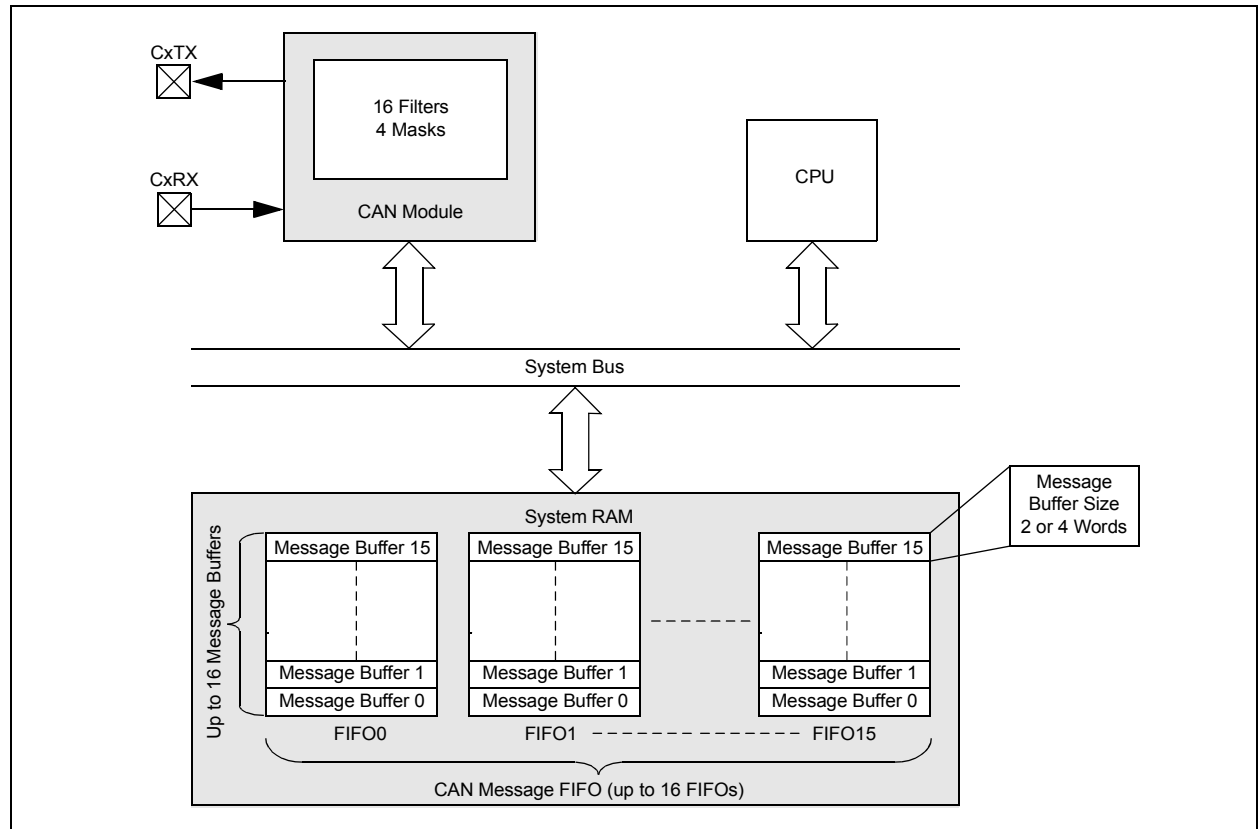 CxTX
16 Filters
4 Masks
CxRX
CAN Module
CPU
System Bus
Message
Buffer Size
2 or 4 Words
System RAM
Up to 16 Message Buffers
Message Buffer 15
Message Buffer 15
Message Buffer 15
Message Buffer 1
Message Buffer 1
Message Buffer 1
Message Buffer 0
Message Buffer 0
Message Buffer 0
FIFO0
FIFO1
FIFO15
CAN Message FIFO (up to 16 FIFOs)